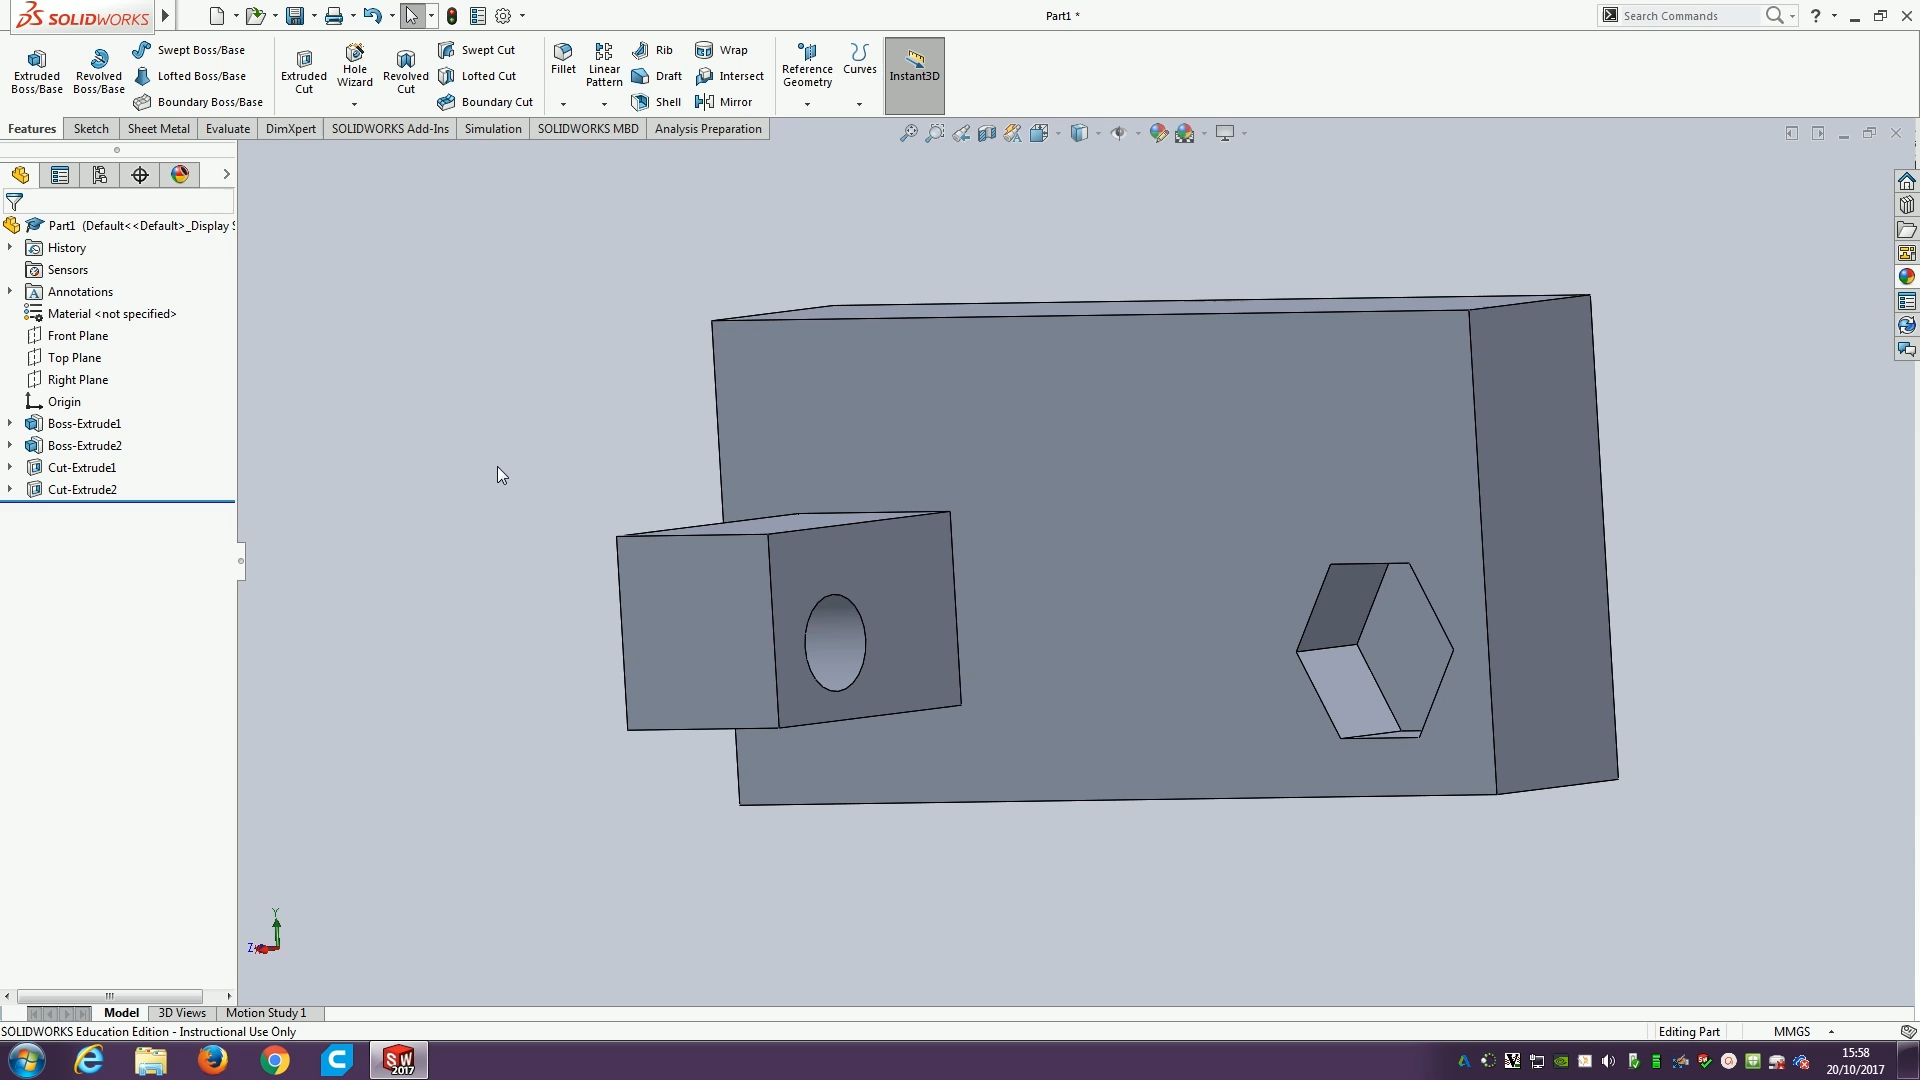 SOLIDWORKS
Part1 *
Search Commands
?
Extruded Boss/Base
Revolved Boss/Base
Swept Boss/Base
Lofted Boss/Base
Boundary Boss/Base
Extruded Cut
Hole Wizard
Revolved Cut
Swept Cut
Lofted Cut
Boundary Cut
Fillet
Linear Pattern
Rib
Draft
Shell
Wrap
Intersect
Mirror
Reference Geometry
Curves
Instant3D
Features
Sketch
Sheet Metal
Evaluate
DimXpert
SOLIDWORKS Add-Ins
Simulation
SOLIDWORKS MBD
Analysis Preparation
Part1 (Default<<Default>_Display S
History
Sensors
Annotations
Material <not specified>
Front Plane
Top Plane
Right Plane
Origin
Boss-Extrude1
Boss-Extrude2
Cut-Extrude1
Cut-Extrude2
Y
Z
Model
3D Views
Motion Study 1
SOLIDWORKS Education Edition - Instructional Use Only
Editing Part
MMGS
SW
2017
15:58
20/10/2017